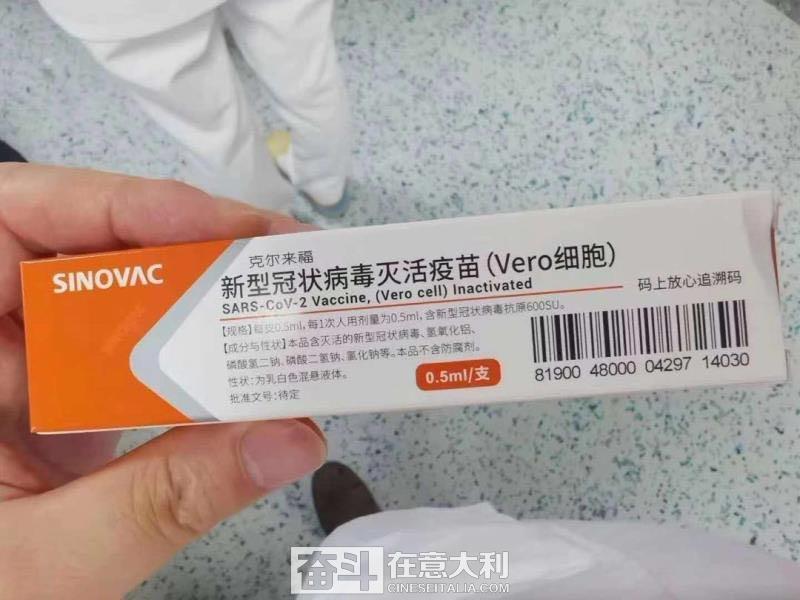 SINOVAC
克尔来福
新型冠状病毒灭活疫苗(Vero细胞)
SARS-CoV-2 Vaccine, (Vero cell) Inactivated
【规格】每支0.5ml,每1次人用剂量为0.5ml,含新型冠状病毒抗原600SU。
【成分与性状】本品含灭活的新型冠状病毒、氢氧化铝、
磷酸氢二钠、磷酸二氢钠、氯化钠等。本品不含防腐剂。
性状:为乳白色混悬液体。
批准文号:待定
0.5ml/支
码上放心追溯码
81900 48000 04297 14030
奋斗在意大利
CINESEITALIA.COM